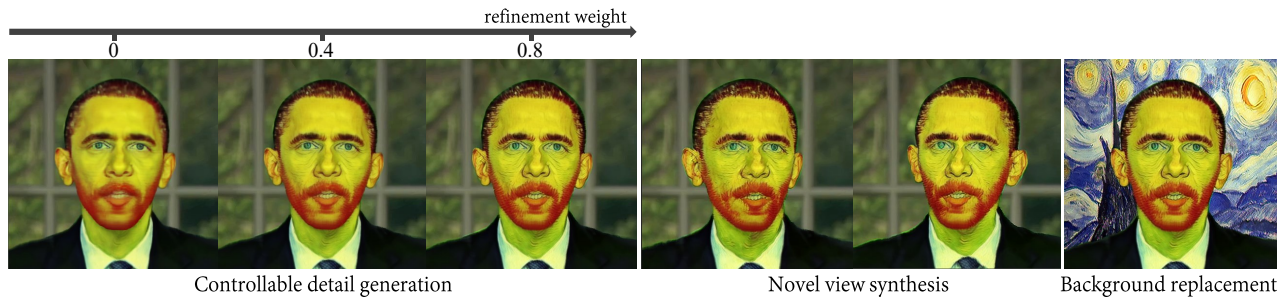 refinement weight
0 0.4 0.8
Controllable detail generation
Novel view synthesis
Background replacement